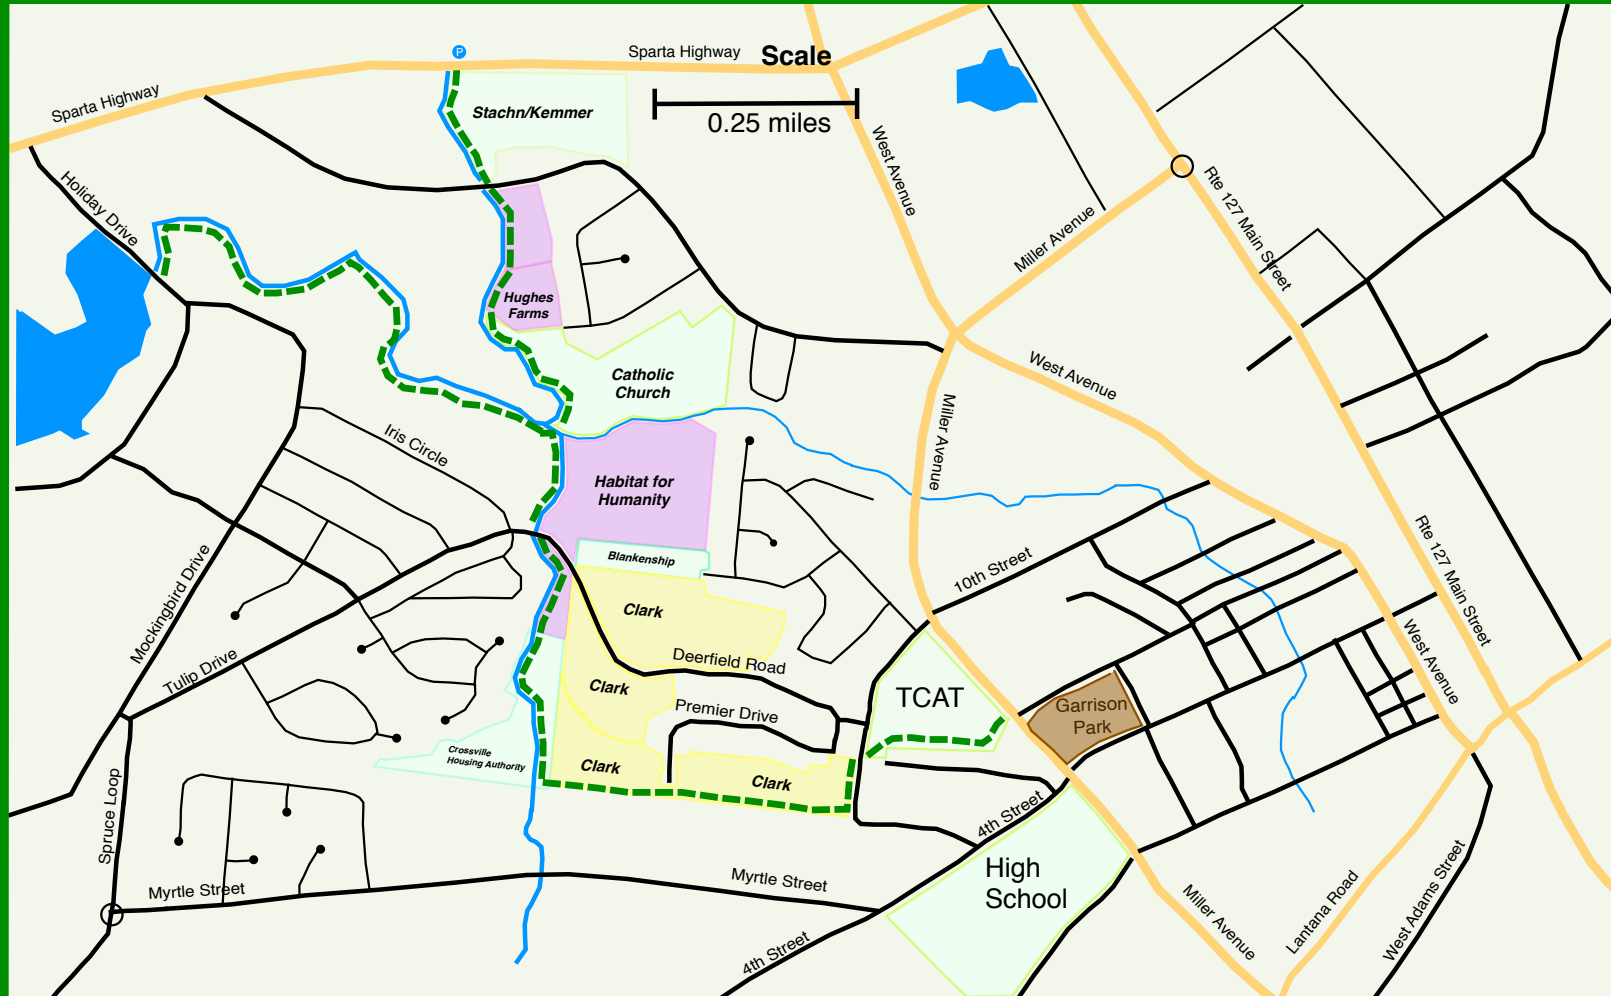 P
Sparta Highway
Scale
Sparta Highway
Stachn/Kemmer
0.25 miles
West Avenue
Holiday Drive
Rte 127 Main Street
Miller Avenue
Hughes
Farms
West Avenue
Catholic
Church
Miller Avenue
Iris Circle
Habitat for
Humanity
Blankenship
10th Street
Rte 127 Main Street
Mockingbird Drive
Clark
West Avenue
Deerfield Road
Tulip Drive
Clark
TCAT
Garrison
Park
Premier Drive
Crossville
Housing Authority
Clark
Clark
Spruce Loop
4th Street
High
School
Myrtle Street
Myrtle Street
Miller Avenue
Lantana Road
West Adams Street
4th Street